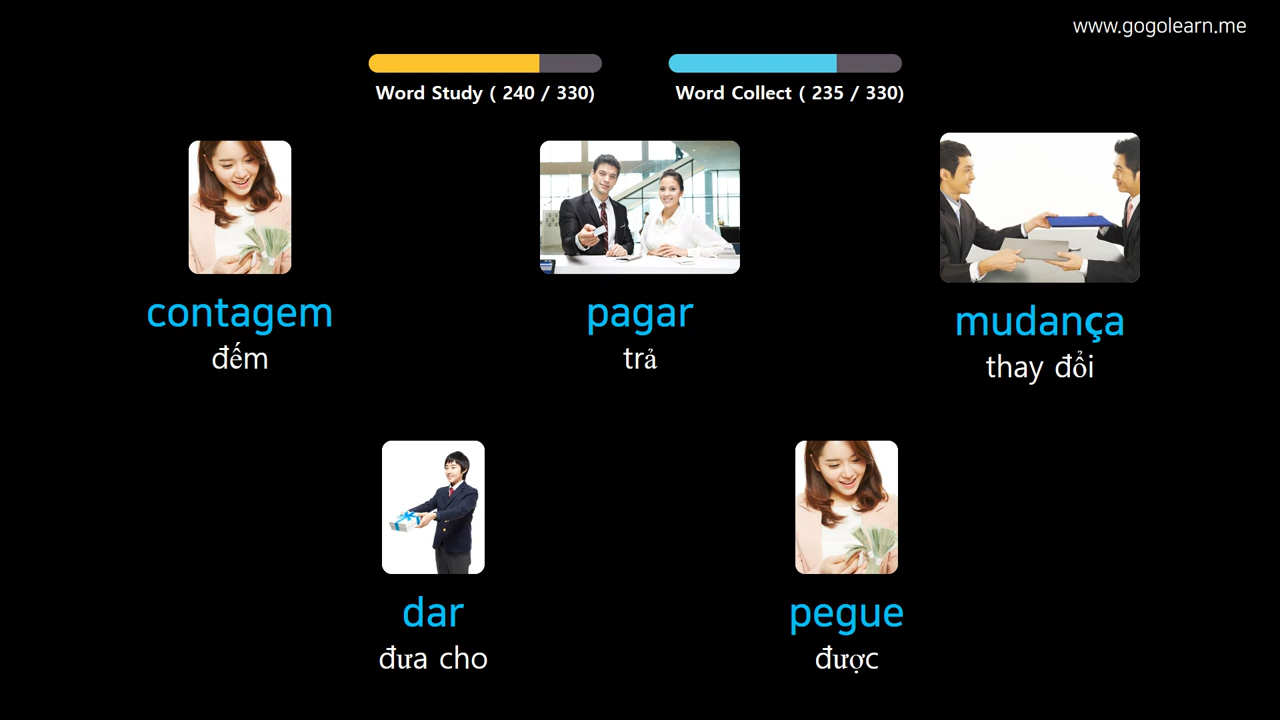 www.gogolearn.me
Word Study ( 240 / 330)
Word Collect ( 235 / 330)
contagem
đếm
pagar
trả
mudança
thay đổi
dar
đưa cho
pegue
được